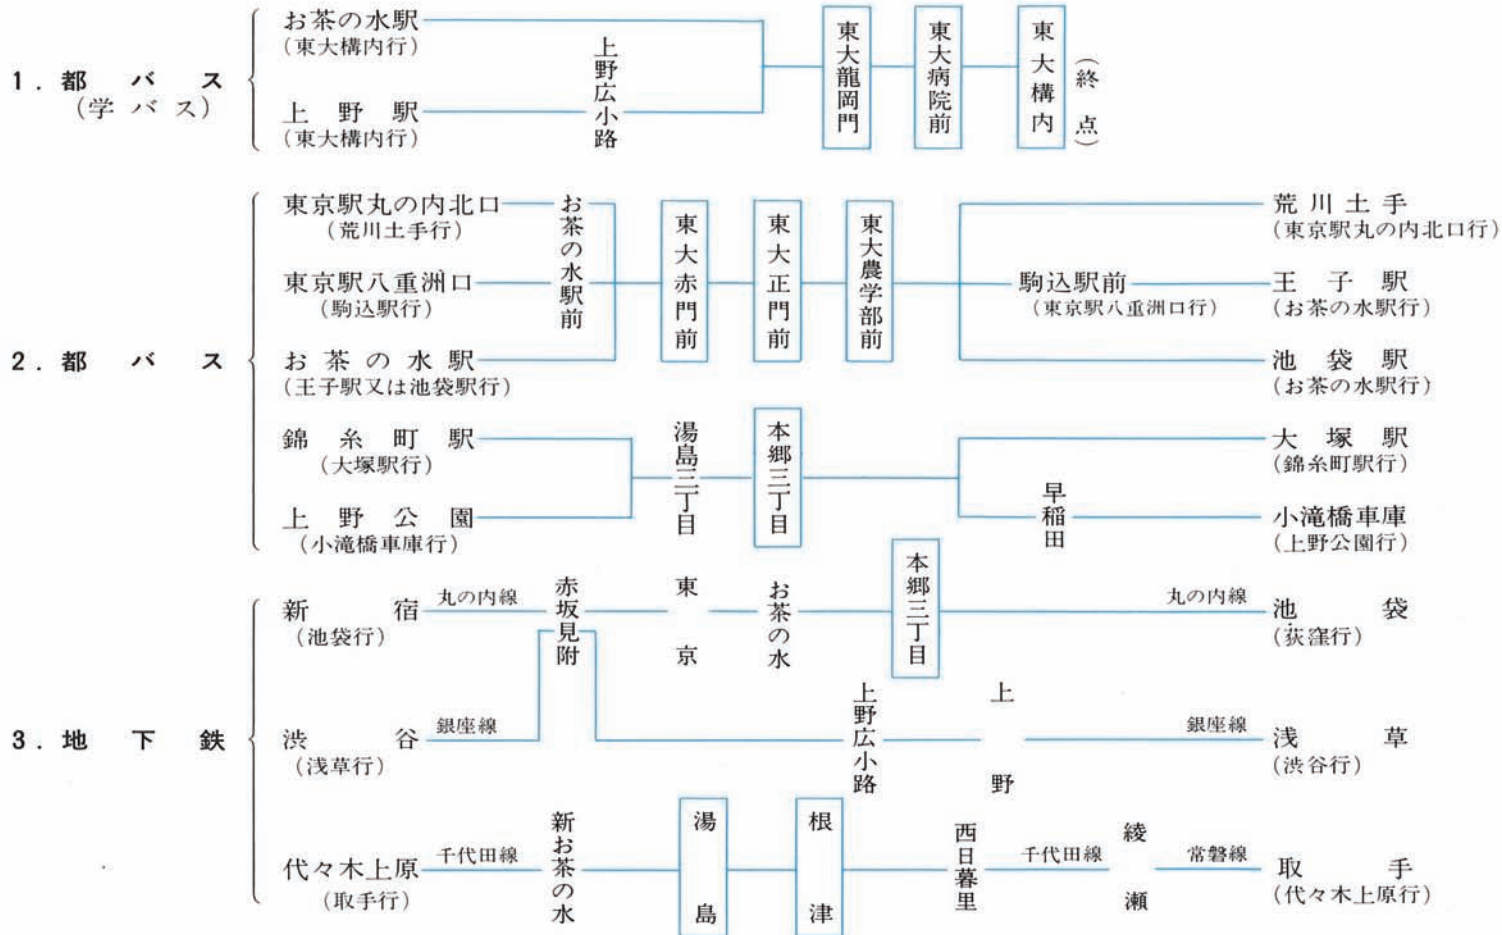 1. 都バス
(学バス)
お茶の水駅
(東大構内行)
上野駅
(東大構内行)
上野広小路
東大龍岡門
東大病院前
東大構内
(終点)
2. 都バス
東京駅丸の内北口
(荒川土手行)
東京駅八重洲口
(駒込駅行)
お茶の水駅
(王子駅又は池袋駅行)
お茶の水駅前
東大赤門前
東大正門前
東大農学部前
荒川土手
(東京駅丸の内北口行)
駒込駅前
(東京駅八重洲口行)
王子駅
(お茶の水駅行)
池袋駅
(お茶の水駅行)
錦糸町駅
(大塚駅行)
上野公園
(小滝橋車庫行)
湯島三丁目
本郷三丁目
大塚駅
(錦糸町駅行)
早稲田
小滝橋車庫
(上野公園行)
3. 地下鉄
新宿
(池袋行)
丸の内線
赤坂見附
東京
お茶の水
本郷三丁目
丸の内線
池袋
(荻窪行)
渋谷
(浅草行)
銀座線
上野広小路
上野
銀座線
浅草
(渋谷行)
代々木上原
(取手行)
千代田線
新お茶の水
湯島
根津
西日暮里
千代田線
綾瀬
常磐線
取手
(代々木上原行)